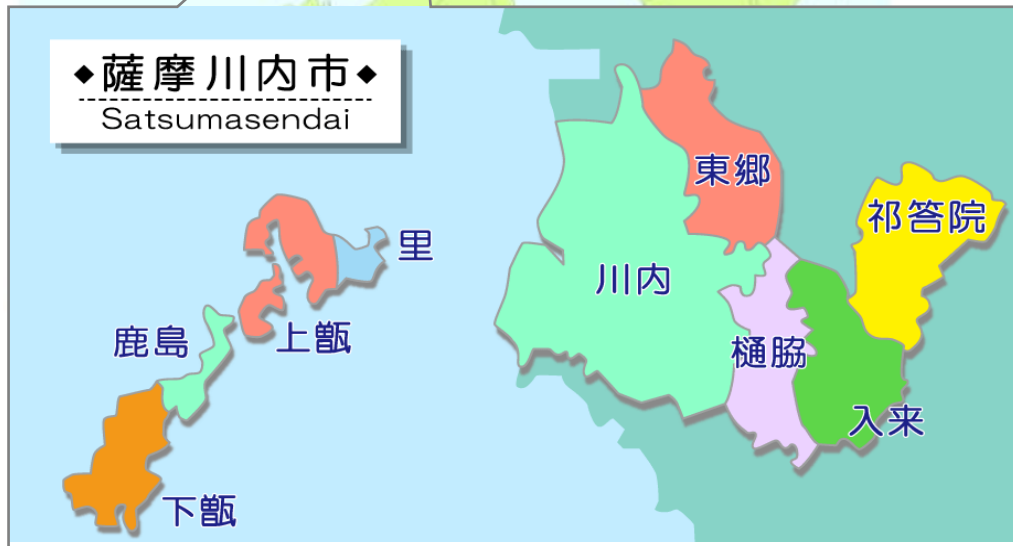 ◆薩摩川内市◆
Satsumasendai
東郷
祁答院
里
川内
鹿島
上甑
樋脇
入来
下甑